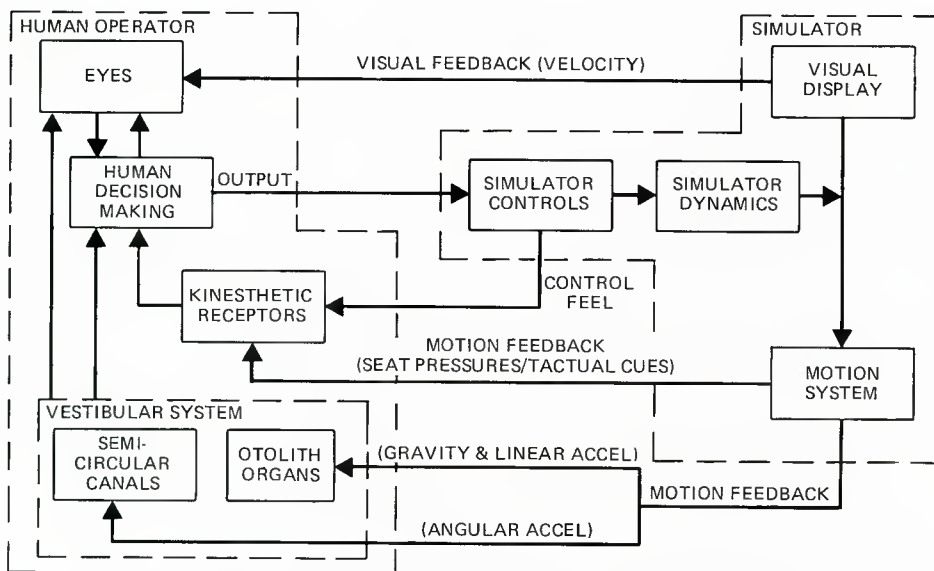 HUMAN OPERATOR
SIMULATOR
EYES
VISUAL FEEDBACK (VELOCITY)
VISUAL
DISPLAY
HUMAN
DECISION
MAKING
OUTPUT
SIMULATOR
CONTROLS
SIMULATOR
DYNAMICS
KINESTHETIC
RECEPTORS
CONTROL
FEEL
MOTION FEEDBACK
(SEAT PRESSURES/TACTUAL CUES)
MOTION
SYSTEM
VESTIBULAR SYSTEM
SEMI-
CIRCULAR
CANALS
OTOLITH
ORGANS
(GRAVITY & LINEAR ACCEL)
MOTION FEEDBACK
(ANGULAR ACCEL)